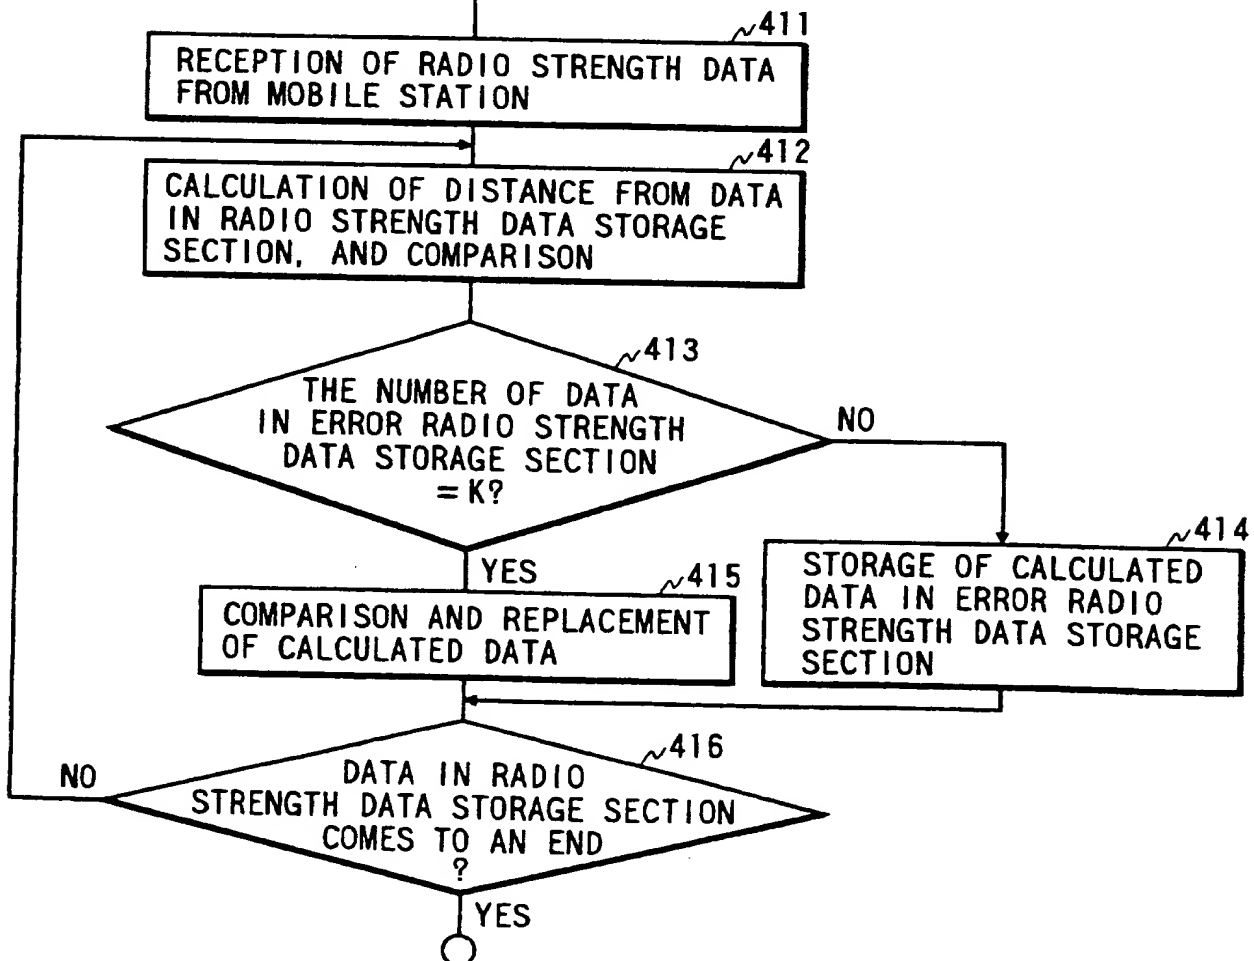 411
RECEPTION OF RADIO STRENGTH DATA
FROM MOBILE STATION
412
CALCULATION OF DISTANCE FROM DATA
IN RADIO STRENGTH DATA STORAGE
SECTION, AND COMPARISON
413
THE NUMBER OF DATA
IN ERROR RADIO STRENGTH
DATA STORAGE SECTION
= K?
NO
YES
414
STORAGE OF CALCULATED
DATA IN ERROR RADIO
STRENGTH DATA STORAGE
SECTION
415
COMPARISON AND REPLACEMENT
OF CALCULATED DATA
416
DATA IN RADIO
STRENGTH DATA STORAGE SECTION
COMES TO AN END
?
NO
YES